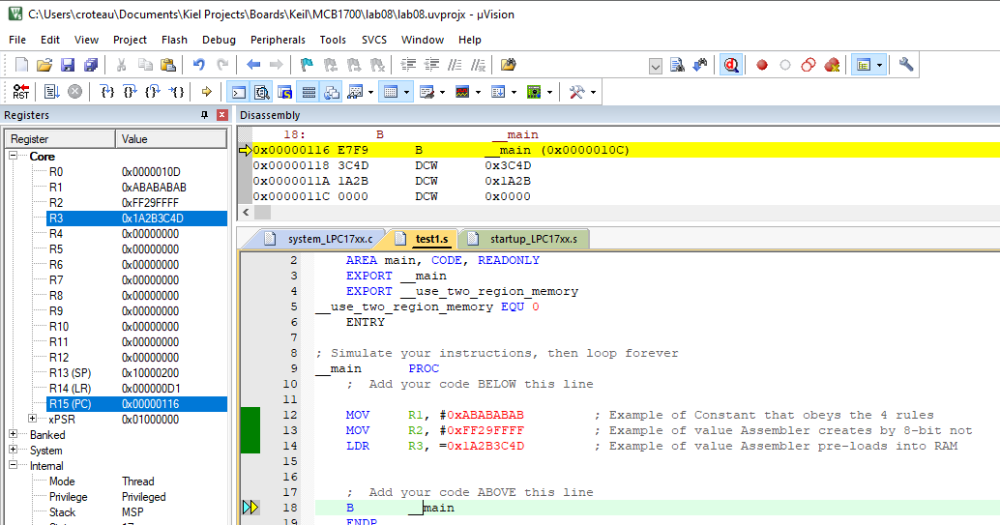 C:\Users\croteau\Documents\Kiel Projects\Boards\Keil\MCB1700\lab08\lab08.uvprojx - µVision
File Edit View Project Flash Debug Peripherals Tools SVCS Window Help
RST
Registers
Register Value
Core
R0 0x0000010D
R1 0xABABABAB
R2 0xFF29FFFF
R3 0x1A2B3C4D
R4 0x00000000
R5 0x00000000
R6 0x00000000
R7 0x00000000
R8 0x00000000
R9 0x00000000
R10 0x00000000
R11 0x00000000
R12 0x00000000
R13 (SP) 0x10000200
R14 (LR) 0x000000D1
R15 (PC) 0x00000116
xPSR 0x01000000
Banked
System
Internal
Mode Thread
Privilege Privileged
Stack MSP
Disassembly
18: B __main
0x00000116 E7F9 B __main (0x0000010C)
0x00000118 3C4D DCW 0x3C4D
0x0000011A 1A2B DCW 0x1A2B
0x0000011C 0000 DCW 0x0000
system_LPC17xx.c test1.s startup_LPC17xx.s
2 AREA main, CODE, READONLY
3 EXPORT __main
4 EXPORT __use_two_region_memory
5 __use_two_region_memory EQU 0
6 ENTRY
7
8 ; Simulate your instructions, then loop forever
9 __main PROC
10 ; Add your code BELOW this line
11
12 MOV R1, #0xABABABAB ; Example of Constant that obeys the 4 rules
13 MOV R2, #0xFF29FFFF ; Example of value Assembler creates by 8-bit not
14 LDR R3, =0x1A2B3C4D ; Example of value Assembler pre-loads into RAM
15
16
17 ; Add your code ABOVE this line
18 B __main
19 ENDP